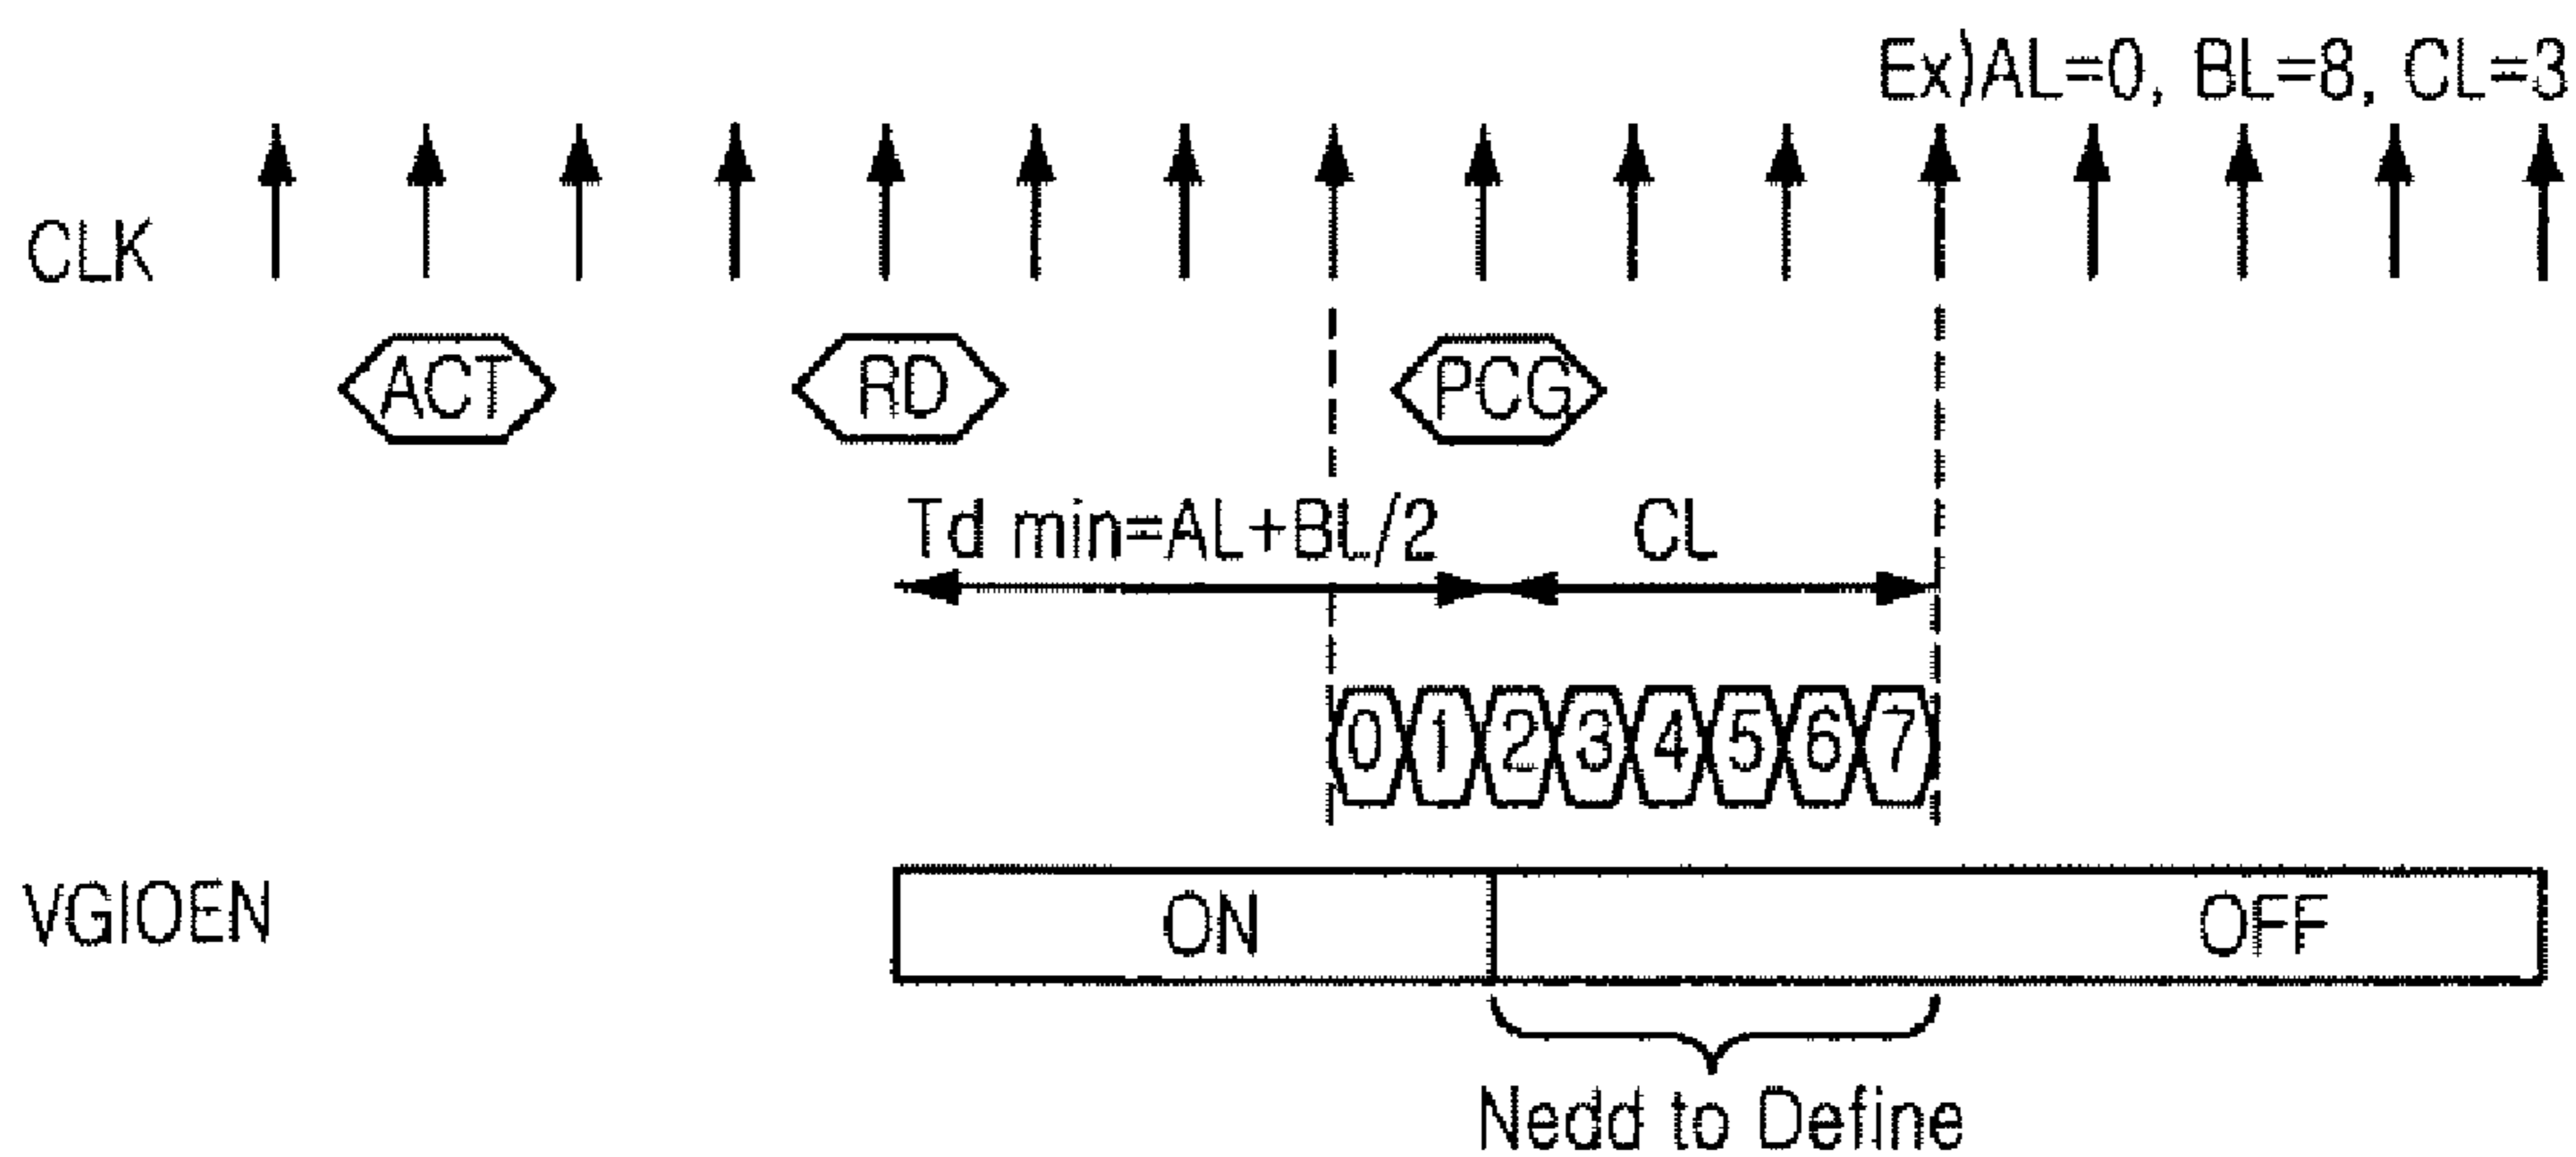 Ex)AL=0, BL=8, CL=3
CLK
ACT RD PCG
Td min=AL+BL/2 CL
0 1 2 3 4 5 6 7
VGIOEN ON OFF
Nedd to Define